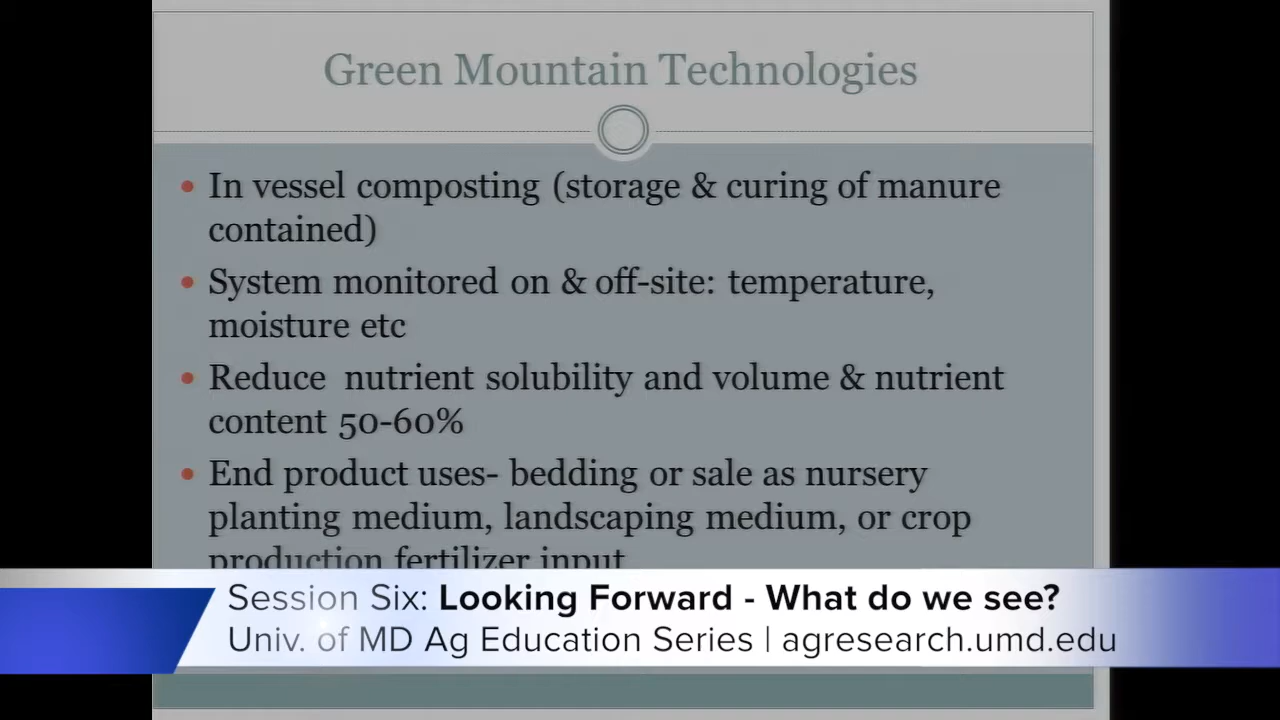 Green Mountain Technologies
• In vessel composting (storage & curing of manure
contained)
• System monitored on & off-site: temperature,
moisture etc
• Reduce nutrient solubility and volume & nutrient
content 50-60%
• End product uses- bedding or sale as nursery
planting medium, landscaping medium, or crop
production fertilizer input
Session Six: Looking Forward - What do we see?
Univ. of MD Ag Education Series | agresearch.umd.edu